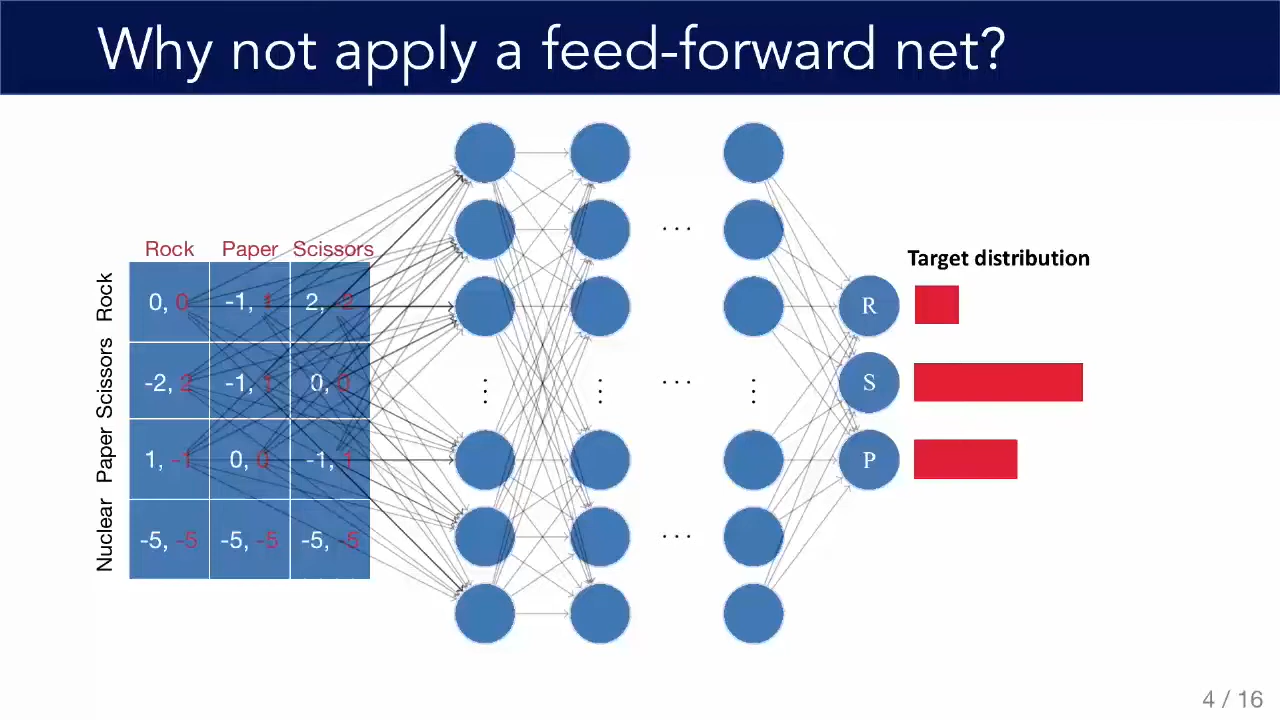 Why not apply a feed-forward net?
Rock Paper Scissors
Rock
0, 0 -1, 1 2, -2
Scissors
-2, 2 -1, 1 0, 0
Paper
1, -1 0, 0 -1, 1
Nuclear
-5, -5 -5, -5 -5, -5
Target distribution
R
S
P
4 / 16